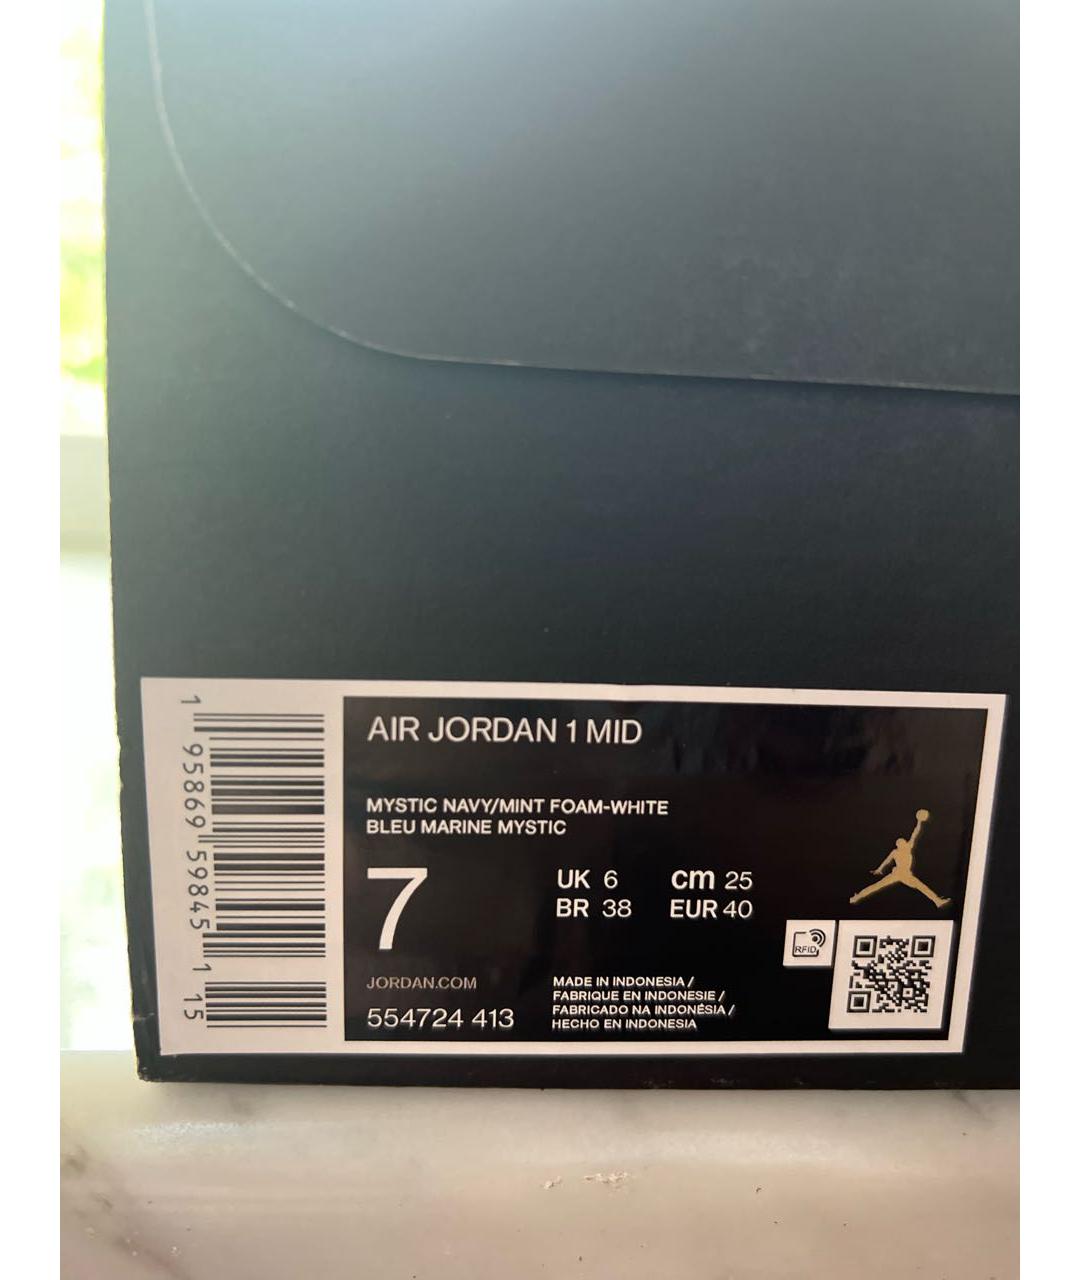 AIR JORDAN 1 MID
MYSTIC NAVY/MINT FOAM-WHITE
BLEU MARINE MYSTIC
7
UK 6 cm 25
BR 38 EUR 40
RFID
JORDAN.COM
554724 413
MADE IN INDONESIA /
FABRIQUE EN INDONESIE /
FABRICADO NA INDONÉSIA /
HECHO EN INDONESIA
1 95869 59845 1 15